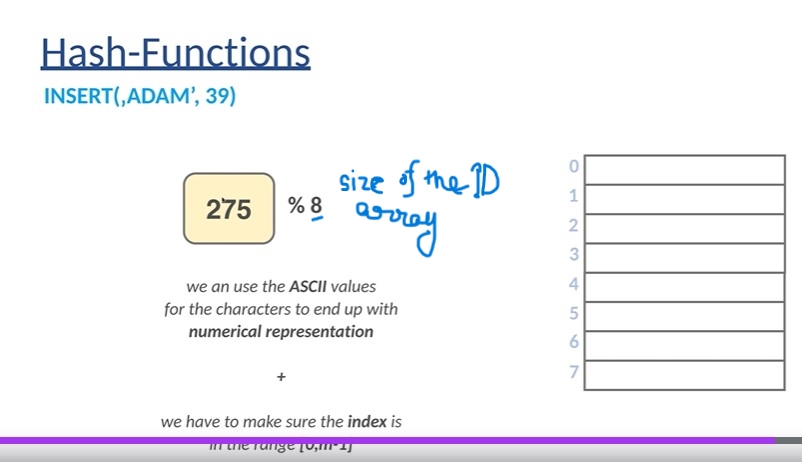 Hash-Functions
INSERT(‚ADAM’, 39)
275 % 8 size of the 1D
array
we an use the ASCII values
for the characters to end up with
numerical representation
+
we have to make sure the index is
in the range [0,m-1]
0
1
2
3
4
5
6
7